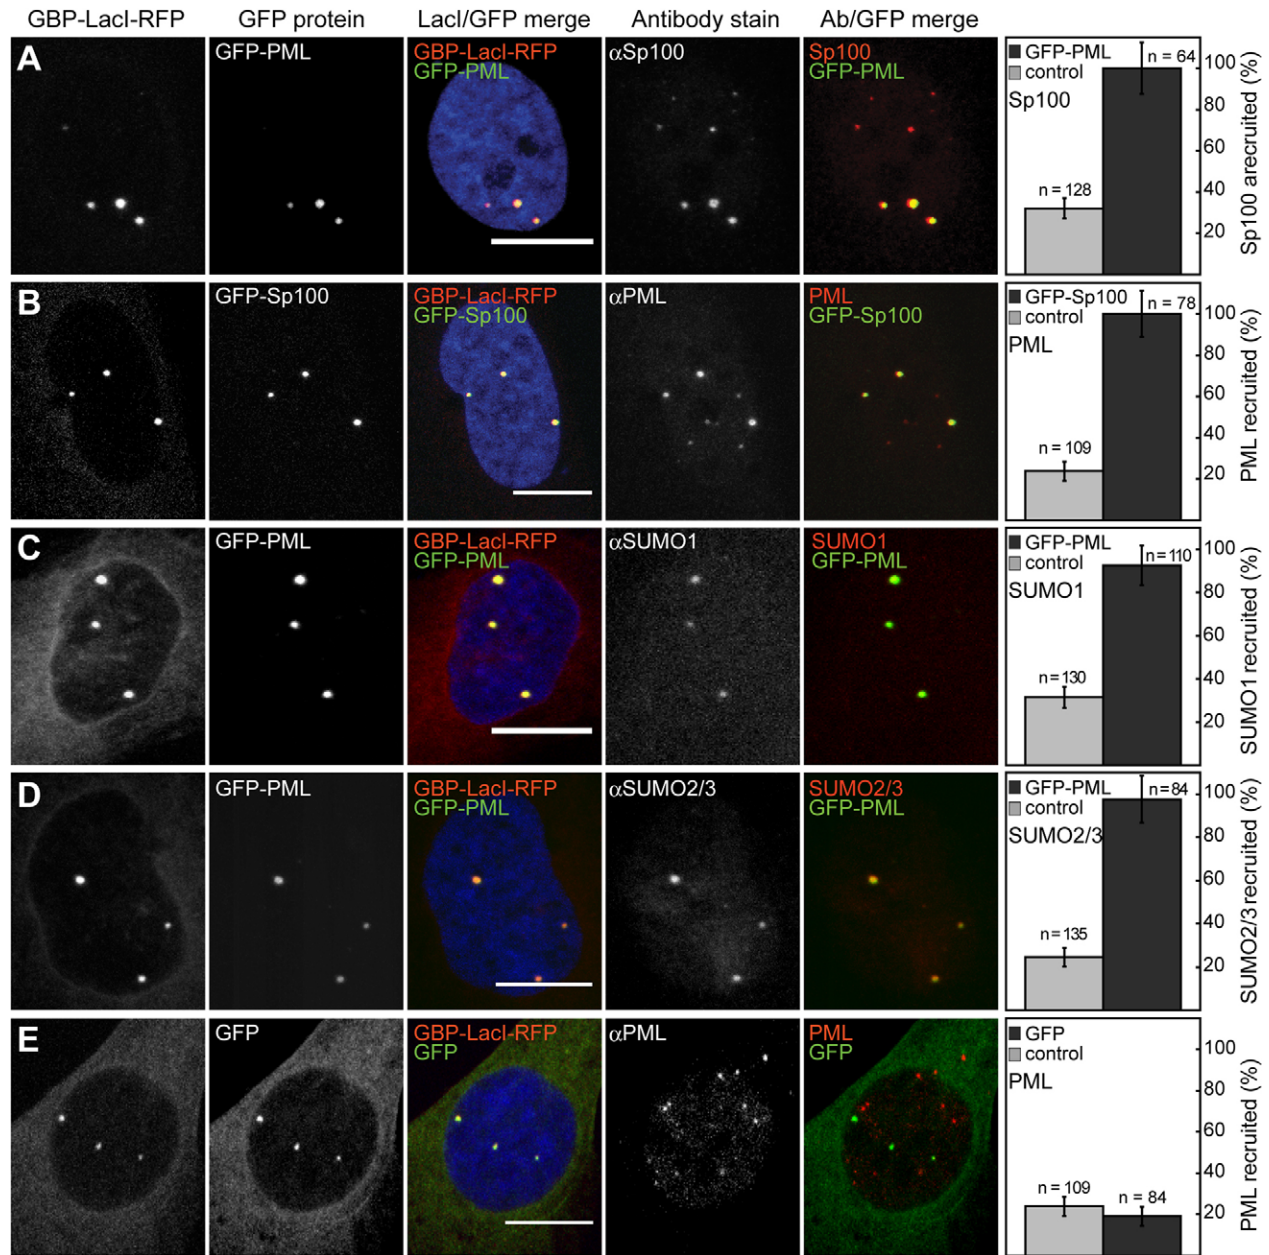 GBP-LacI-RFP GFP protein LacI/GFP merge Antibody stain Ab/GFP merge
A GFP-PML GBP-LacI-RFP αSp100 Sp100 GFP-PML n = 64 100
GFP-PML GFP-PML control 80
Sp100 60
n = 128 40
20
Sp100 arecruited (%)
B GFP-Sp100 GBP-LacI-RFP αPML PML GFP-Sp100 n = 78 100
GFP-Sp100 GFP-Sp100 control 80
PML 60
n = 109 40
20
PML recruited (%)
C GFP-PML GBP-LacI-RFP αSUMO1 SUMO1 GFP-PML n= 110 100
GFP-PML GFP-PML control 80
SUMO1 60
n= 130 40
20
SUMO1 recruited (%)
D GFP-PML GBP-LacI-RFP αSUMO2/3 SUMO2/3 GFP-PML n= 84 100
GFP-PML GFP-PML control 80
SUMO2/3 60
n= 135 40
20
SUMO2/3 recruited (%)
E GFP GBP-LacI-RFP αPML PML GFP 100
GFP GFP control 80
PML 60
n = 109 n = 84 40
20
PML recruited (%)